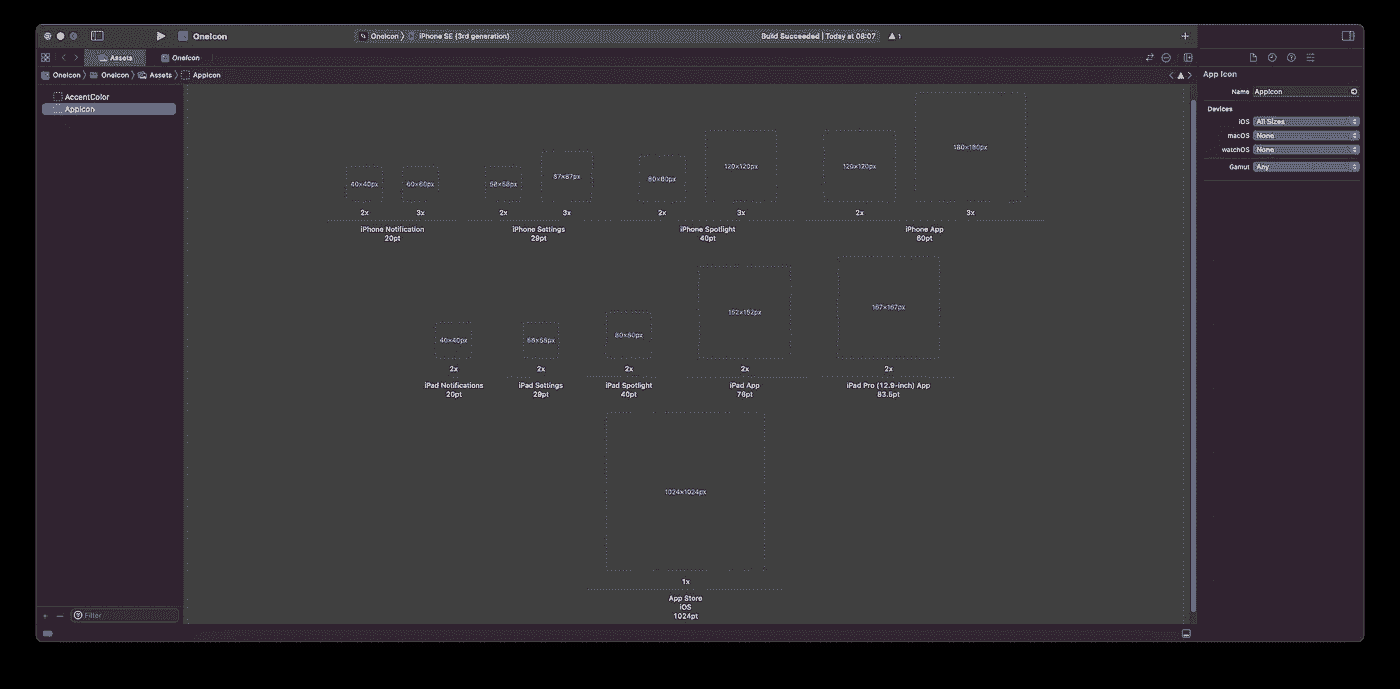 OneIcon
OneIcon 〉 iPhone SE (3rd generation)
Build Succeeded | Today at 08:07
1
Assets
OneIcon
OneIcon 〉 OneIcon 〉 Assets 〉 AppIcon
AccentColor
AppIcon
40x40px
60x60px
58x58px
87x87px
80x80px
120x120px
120x120px
180x180px
2x
3x
2x
3x
2x
3x
2x
3x
iPhone Notification
20pt
iPhone Settings
29pt
iPhone Spotlight
40pt
iPhone App
60pt
40x40px
58x58px
80x80px
152x152px
167x167px
2x
2x
2x
2x
2x
iPad Notifications
20pt
iPad Settings
29pt
iPad Spotlight
40pt
iPad App
76pt
iPad Pro (12.9-inch) App
83.5pt
1024x1024px
1x
App Store
iOS
1024pt
Filter
App Icon
Name AppIcon
Devices
iOS All Sizes
macOS None
watchOS None
Gamut Any